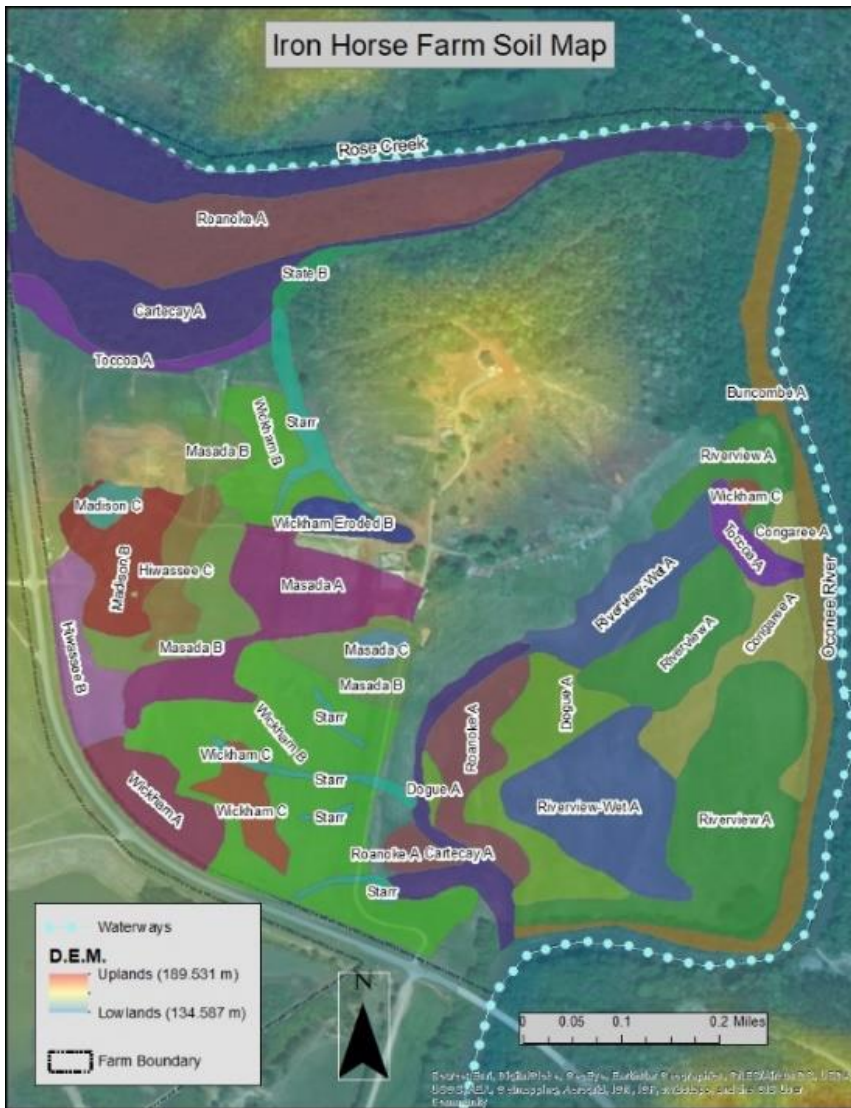 Iron Horse Farm Soil Map
Rose Creek
Roanoke A
State B
Cartecay A
Toccoa A
Buncombe A
Starr
Wickham B
Masada B
Riverview A
Madison C
Wickham C
Wickham Eroded B
Congaree A
Toccoa A
Madison B
Hiwassee C
Masada A
Riverview-Wet A
Riverview A
Congaree A
Oconee River
Hiwassee B
Masada B
Masada C
Masada B
Dogue A
Roanoke A
Starr
Wickham B
Wickham C
Starr
Dogue A
Wickham A
Wickham C
Starr
Riverview-Wet A
Riverview A
Roanoke A
Cartecay A
Starr
Waterways
D.E.M.
Uplands (189.531 m)
Lowlands (134.587 m)
Farm Boundary
N
0 0.05 0.1 0.2 Miles
Community